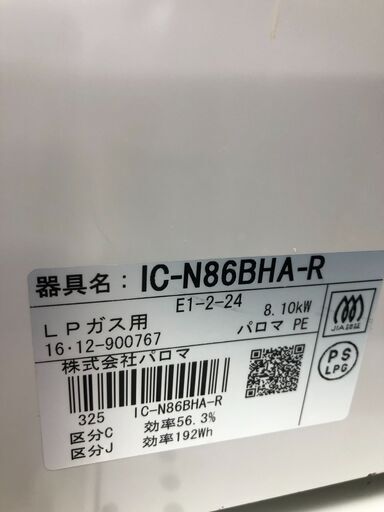 器具名：IC-N86BHA-R
E1-2-24 8.10kW
LPガス用 パロマ PE
16・12-900767
株式会社パロマ
JIA認証
PS
LPG
325 IC-N86BHA-R
区分C 効率56.3%
区分J 効率192Wh